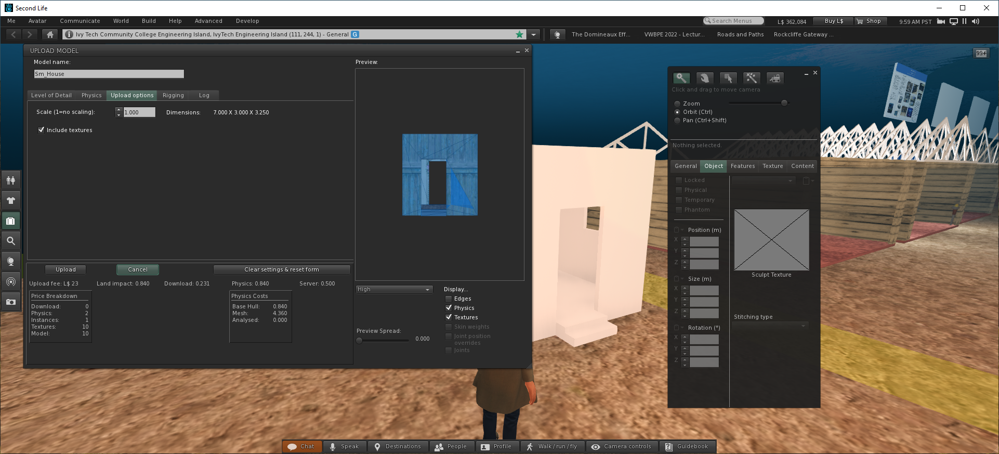 Second Life
Me Avatar Communicate World Build Help Advanced Develop
Search Menus
L$ 362,084 Buy L$ Shop 9:59 AM PST
Ivy Tech Community College Engineering Island, IvyTech Engineering Island (111, 244, 1) - General G
The Domineaux Eff... VWBPE 2022 - Lectur... Roads and Paths Rockcliffe Gateway ...
99+
UPLOAD MODEL
Model name:
Sm_House
Level of Detail Physics Upload options Rigging Log
Scale (1=no scaling): 1.000 Dimensions: 7.000 X 3.000 X 3.250
Include textures
Upload Cancel Clear settings & reset form
Upload fee: L$ 23 Land impact: 0.840 Download: 0.231 Physics: 0.840 Server: 0.500
Price Breakdown
Download: 0
Physics: 2
Instances: 1
Textures: 10
Model: 10
Physics Costs
Base Hull: 0.840
Mesh: 4.360
Analysed: 0.000
Preview:
High
Preview Spread: 0.000
Display...
Edges
Physics
Textures
Skin weights
Joint position
overrides
Joints
Click and drag to move camera
Zoom
Orbit (Ctrl)
Pan (Ctrl+Shift)
Nothing selected.
General Object Features Texture Content
Locked
Physical
Temporary
Phantom
Position (m)
X
Y
Z
Size (m)
X
Y
Z
Rotation (°)
X
Y
Z
Sculpt Texture
Stitching type
Chat Speak Destinations People Profile Walk / run / fly Camera controls Guidebook